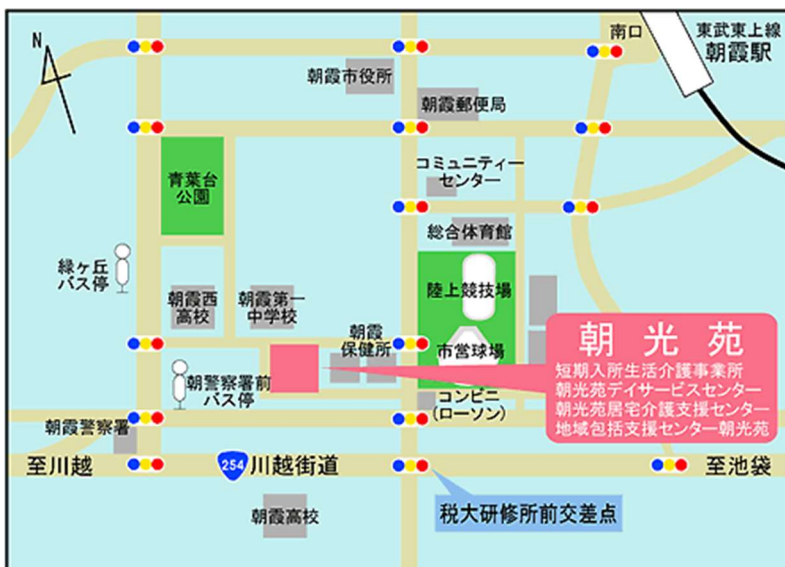 N
南口
東武東上線
朝霞駅
朝霞市役所
朝霞郵便局
青葉台
公園
コミュニティー
センター
総合体育館
緑ヶ丘
バス停
朝霞西
高校
朝霞第一
中学校
陸上競技場
朝霞
保健所
市営球場
朝光苑
短期入所生活介護事業所
朝光苑デイサービスセンター
朝光苑居宅介護支援センター
地域包括支援センター朝光苑
朝警察署前
バス停
コンビニ
(ローソン)
朝霞警察署
至川越
254
川越街道
至池袋
朝霞高校
税大研修所前交差点